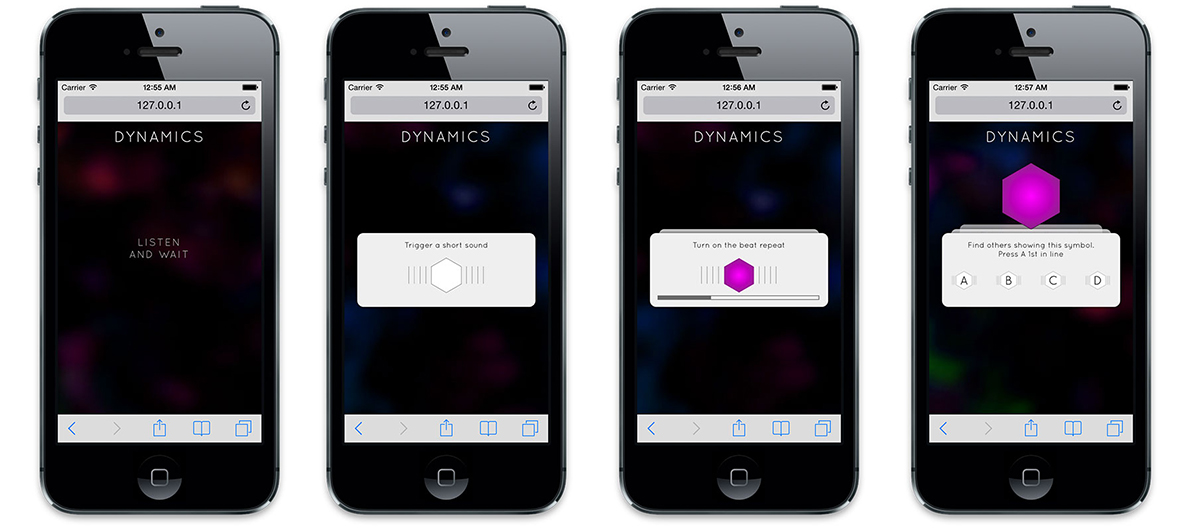 Carrier 12:55 AM
127.0.0.1
DYNAMICS
LISTEN
AND WAIT
Carrier 12:55 AM
127.0.0.1
DYNAMICS
Trigger a short sound
Carrier 12:56 AM
127.0.0.1
DYNAMICS
Turn on the beat repeat
Carrier 12:57 AM
127.0.0.1
DYNAMICS
Find others showing this symbol.
Press A 1st in line
A B C D